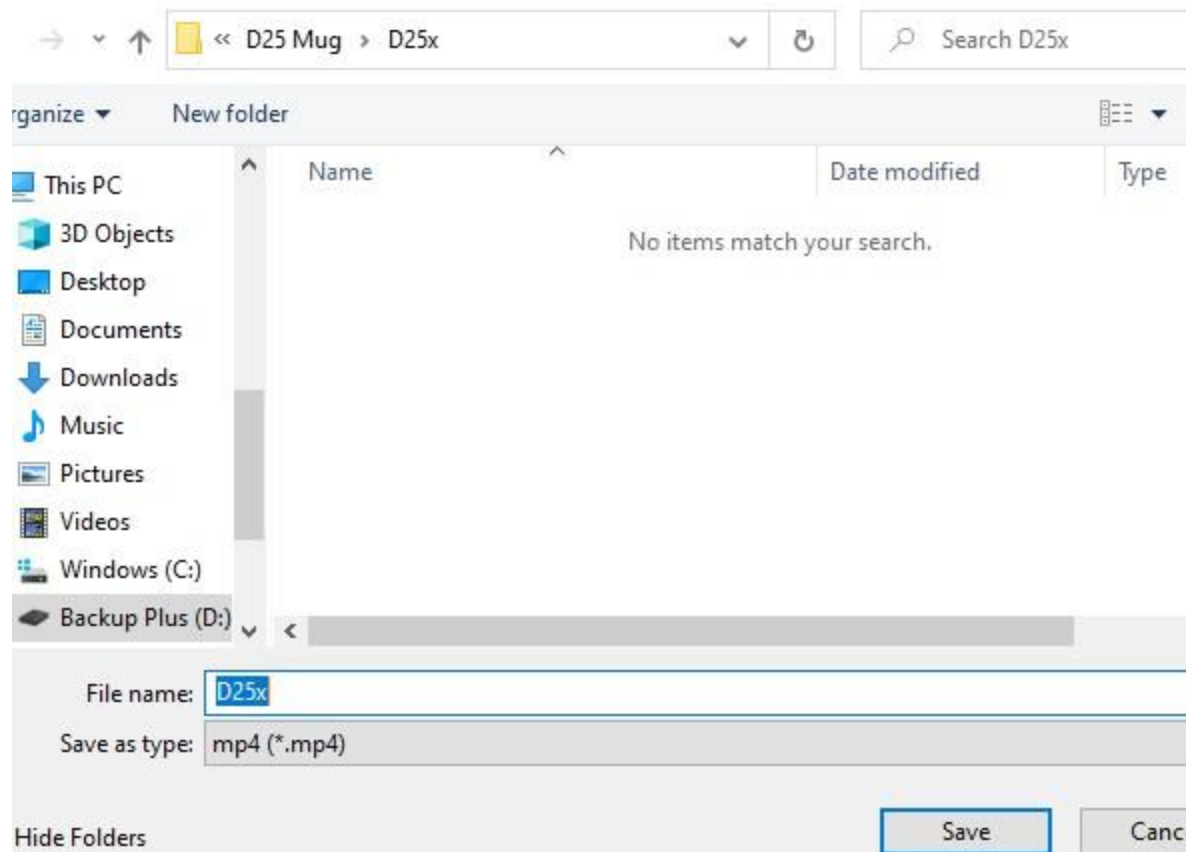 « D25 Mug > D25x
Search D25x
rganize
New folder
Name
Date modified
Type
This PC
3D Objects
Desktop
Documents
Downloads
Music
Pictures
Videos
Windows (C:)
Backup Plus (D:)
No items match your search.
File name: D25x
Save as type: mp4 (*.mp4)
Hide Folders
Save
Canc